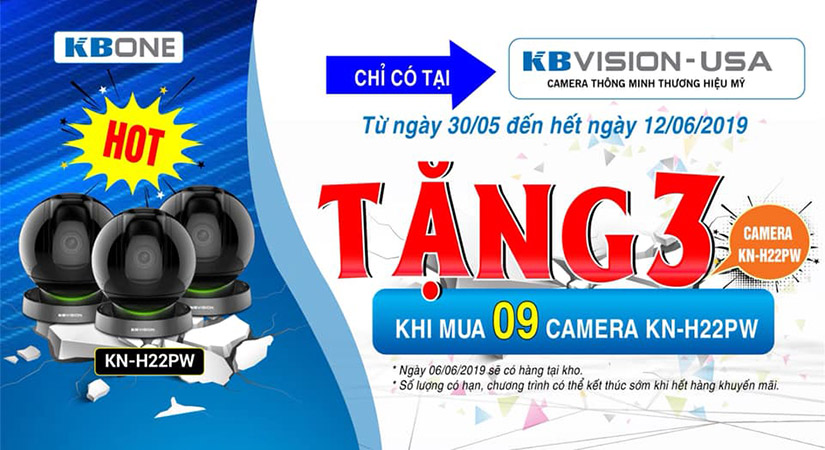 KBONE
HOT
KBVISION
KN-H22PW
CHỈ CÓ TẠI
KBVISION-USA
CAMERA THÔNG MINH THƯƠNG HIỆU MỸ
Từ ngày 30/05 đến hết ngày 12/06/2019
TẶNG 3
CAMERA
KN-H22PW
KHI MUA 09 CAMERA KN-H22PW
* Ngày 06/06/2019 sẽ có hàng tại kho.
* Số lượng có hạn, chương trình có thể kết thúc sớm khi hết hàng khuyến mãi.